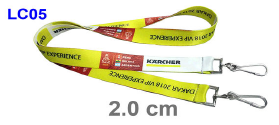 LC05
VIP EXPERIENCE
KÄRCHER
DAKAR 2018 VIP EXPERIENCE
2.0 cm